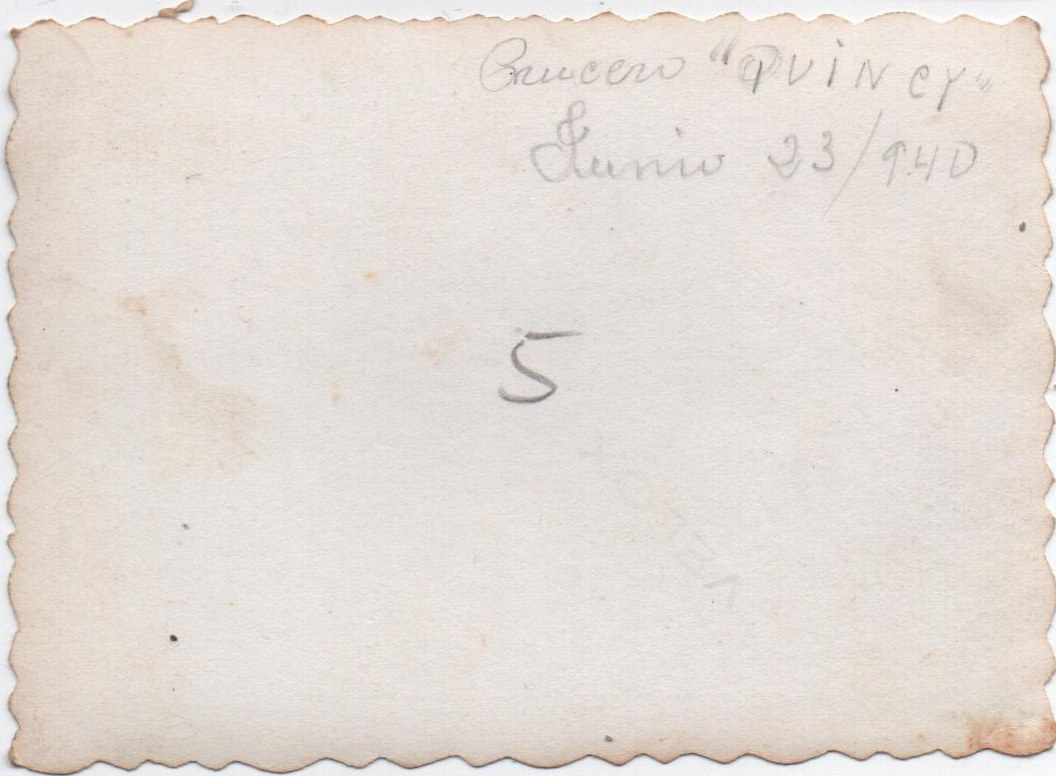 Crucero "QUINCY"
Junio 23/940
5